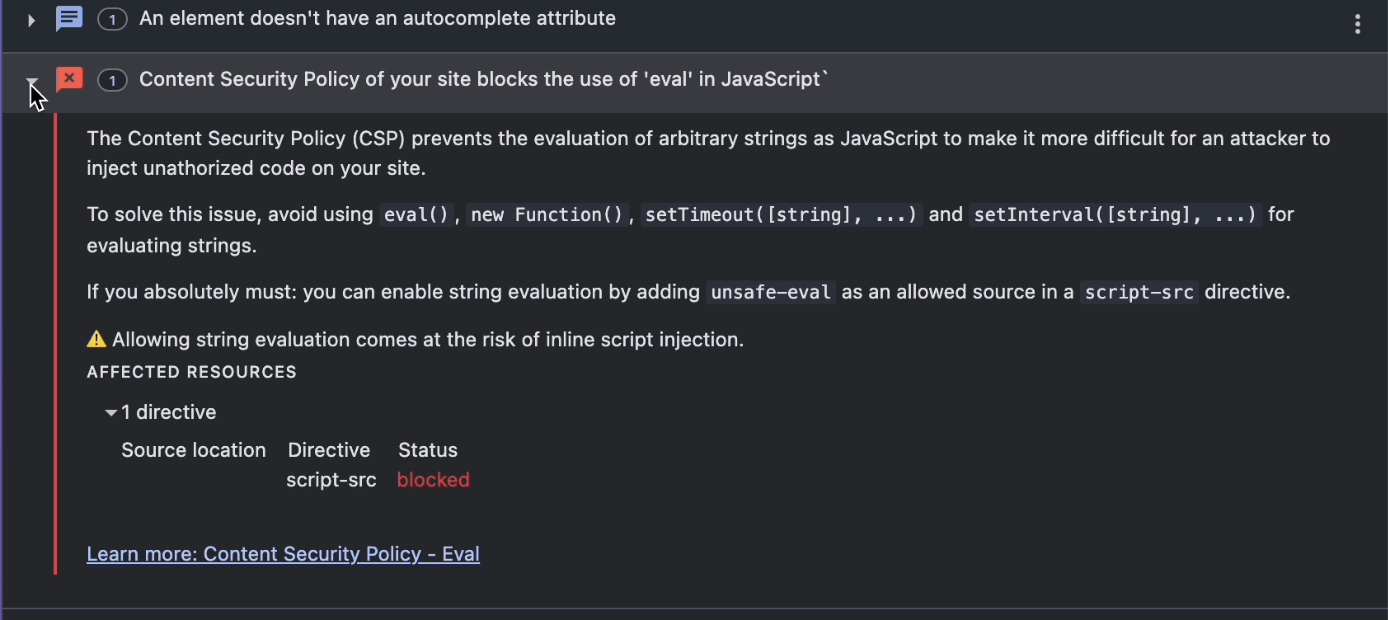 1 An element doesn't have an autocomplete attribute
1 Content Security Policy of your site blocks the use of 'eval' in JavaScript`
The Content Security Policy (CSP) prevents the evaluation of arbitrary strings as JavaScript to make it more difficult for an attacker to
inject unathorized code on your site.
To solve this issue, avoid using eval(), new Function(), setTimeout([string], ...) and setInterval([string], ...) for
evaluating strings.
If you absolutely must: you can enable string evaluation by adding unsafe-eval as an allowed source in a script-src directive.
⚠️ Allowing string evaluation comes at the risk of inline script injection.
AFFECTED RESOURCES
1 directive
Source location Directive Status
script-src blocked
Learn more: Content Security Policy - Eval